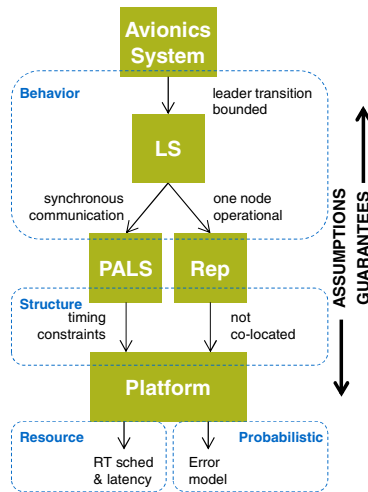 Avionics
System
Behavior
leader transition
bounded
LS
synchronous
communication
one node
operational
PALS
Rep
Structure
timing
constraints
not
co-located
Platform
Resource
Probabilistic
RT sched
& latency
Error
model
ASSUMPTIONS
GUARANTEES